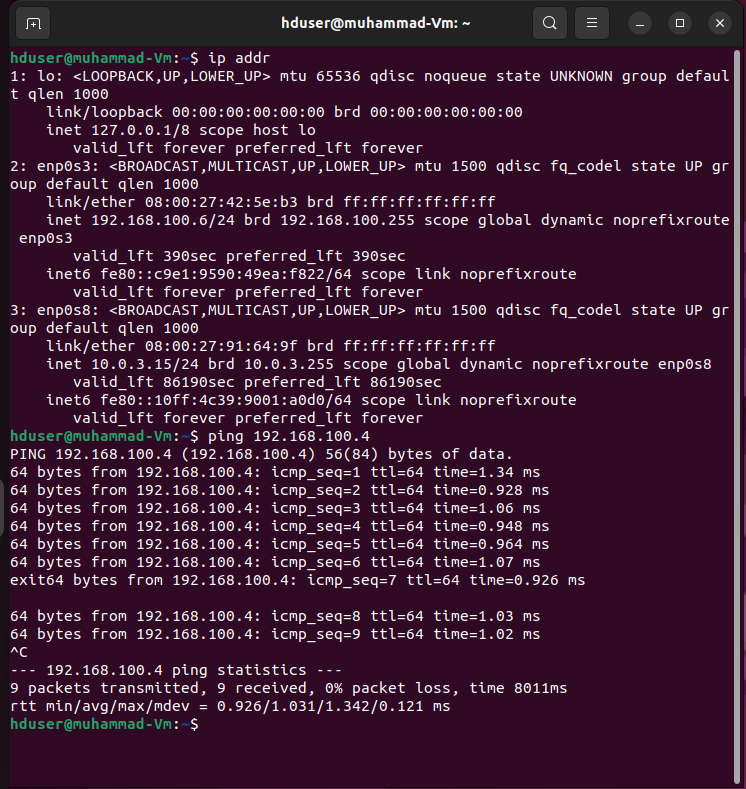 hduser@muhammad-Vm: ~
hduser@muhammad-Vm:~$ ip addr
1: lo: <LOOPBACK,UP,LOWER_UP> mtu 65536 qdisc noqueue state UNKNOWN group defaul
t qlen 1000
    link/loopback 00:00:00:00:00:00 brd 00:00:00:00:00:00
    inet 127.0.0.1/8 scope host lo
       valid_lft forever preferred_lft forever
2: enp0s3: <BROADCAST,MULTICAST,UP,LOWER_UP> mtu 1500 qdisc fq_codel state UP gr
oup default qlen 1000
    link/ether 08:00:27:42:5e:b3 brd ff:ff:ff:ff:ff:ff
    inet 192.168.100.6/24 brd 192.168.100.255 scope global dynamic noprefixroute
 enp0s3
       valid_lft 390sec preferred_lft 390sec
    inet6 fe80::c9e1:9590:49ea:f822/64 scope link noprefixroute
       valid_lft forever preferred_lft forever
3: enp0s8: <BROADCAST,MULTICAST,UP,LOWER_UP> mtu 1500 qdisc fq_codel state UP gr
oup default qlen 1000
    link/ether 08:00:27:91:64:9f brd ff:ff:ff:ff:ff:ff
    inet 10.0.3.15/24 brd 10.0.3.255 scope global dynamic noprefixroute enp0s8
       valid_lft 86190sec preferred_lft 86190sec
    inet6 fe80::10ff:4c39:9001:a0d0/64 scope link noprefixroute
       valid_lft forever preferred_lft forever
hduser@muhammad-Vm:~$ ping 192.168.100.4
PING 192.168.100.4 (192.168.100.4) 56(84) bytes of data.
64 bytes from 192.168.100.4: icmp_seq=1 ttl=64 time=1.34 ms
64 bytes from 192.168.100.4: icmp_seq=2 ttl=64 time=0.928 ms
64 bytes from 192.168.100.4: icmp_seq=3 ttl=64 time=1.06 ms
64 bytes from 192.168.100.4: icmp_seq=4 ttl=64 time=0.948 ms
64 bytes from 192.168.100.4: icmp_seq=5 ttl=64 time=0.964 ms
64 bytes from 192.168.100.4: icmp_seq=6 ttl=64 time=1.07 ms
exit64 bytes from 192.168.100.4: icmp_seq=7 ttl=64 time=0.926 ms

64 bytes from 192.168.100.4: icmp_seq=8 ttl=64 time=1.03 ms
64 bytes from 192.168.100.4: icmp_seq=9 ttl=64 time=1.02 ms
^C
--- 192.168.100.4 ping statistics ---
9 packets transmitted, 9 received, 0% packet loss, time 8011ms
rtt min/avg/max/mdev = 0.926/1.031/1.342/0.121 ms
hduser@muhammad-Vm:~$